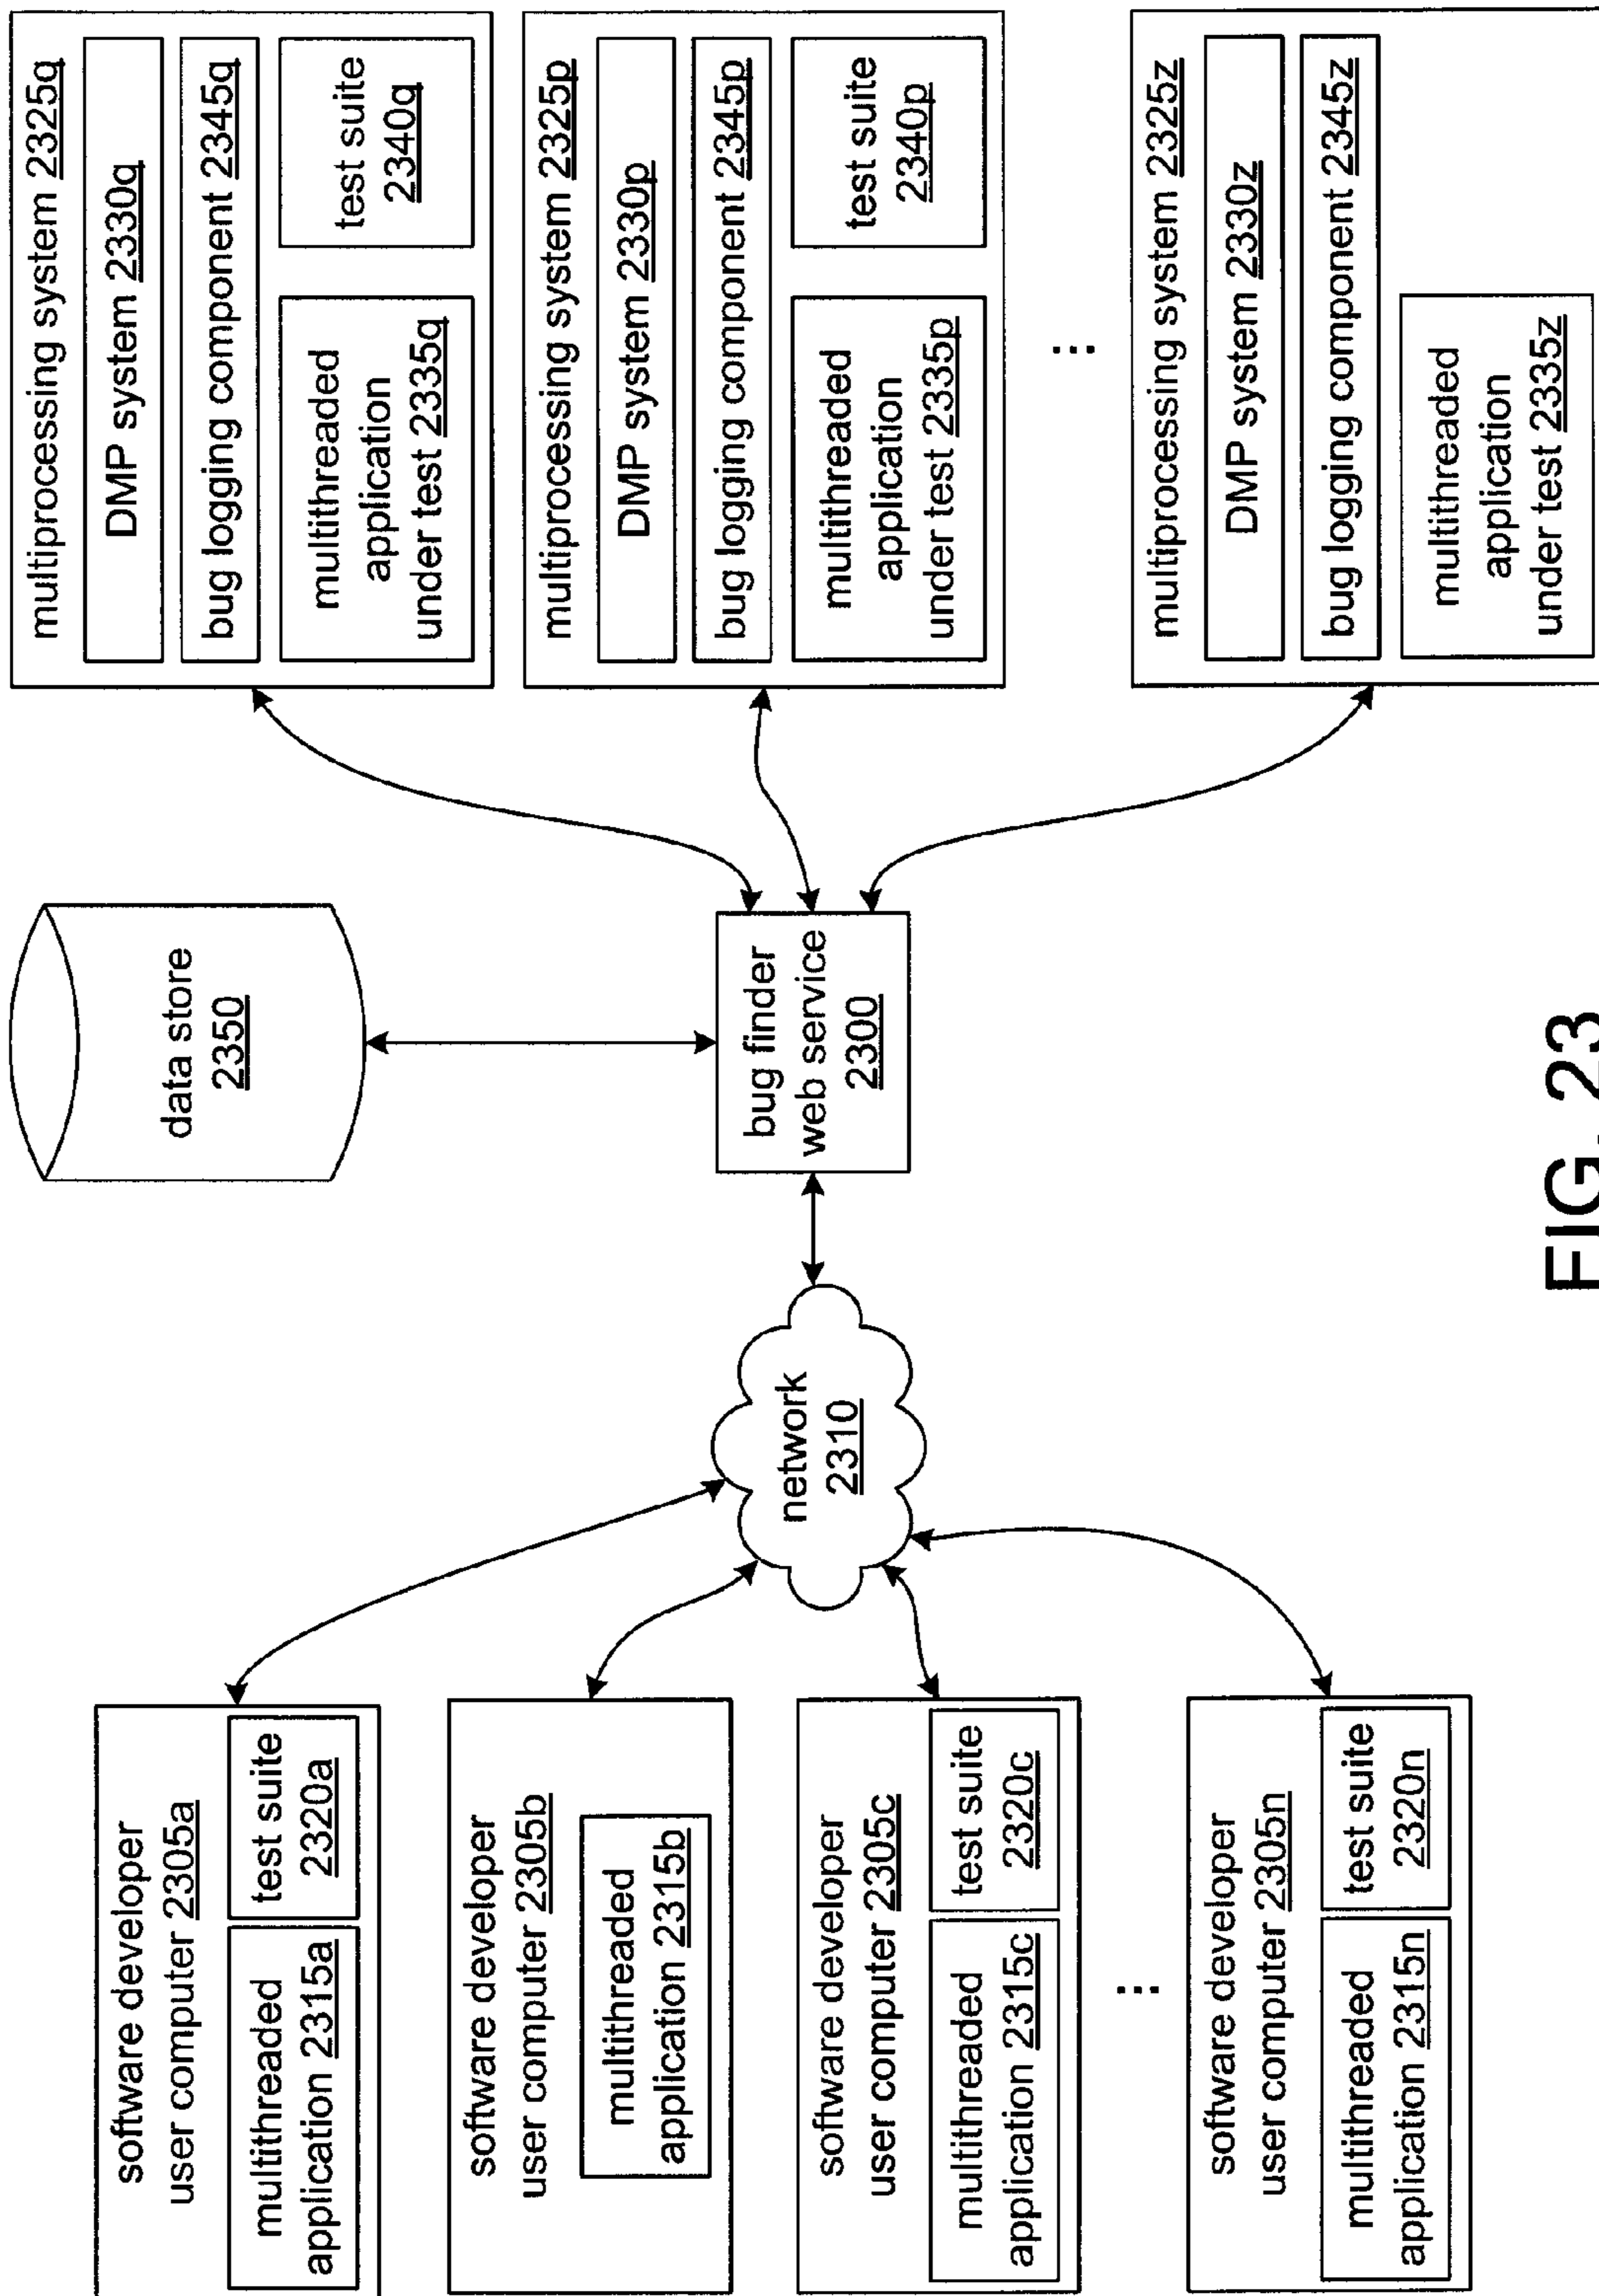 software developer
user computer 2305a
multithreaded
application 2315a
test suite
2320a
software developer
user computer 2305b
multithreaded
application 2315b
software developer
user computer 2305c
multithreaded
application 2315c
test suite
2320c
...
software developer
user computer 2305n
multithreaded
application 2315n
test suite
2320n
network
2310
data store
2350
bug finder
web service
2300
multiprocessing system 2325q
DMP system 2330q
bug logging component 2345q
multithreaded
application
under test 2335q
test suite
2340q
multiprocessing system 2325p
DMP system 2330p
bug logging component 2345p
multithreaded
application
under test 2335p
test suite
2340p
...
multiprocessing system 2325z
DMP system 2330z
bug logging component 2345z
multithreaded
application
under test 2335z
FIG. 23